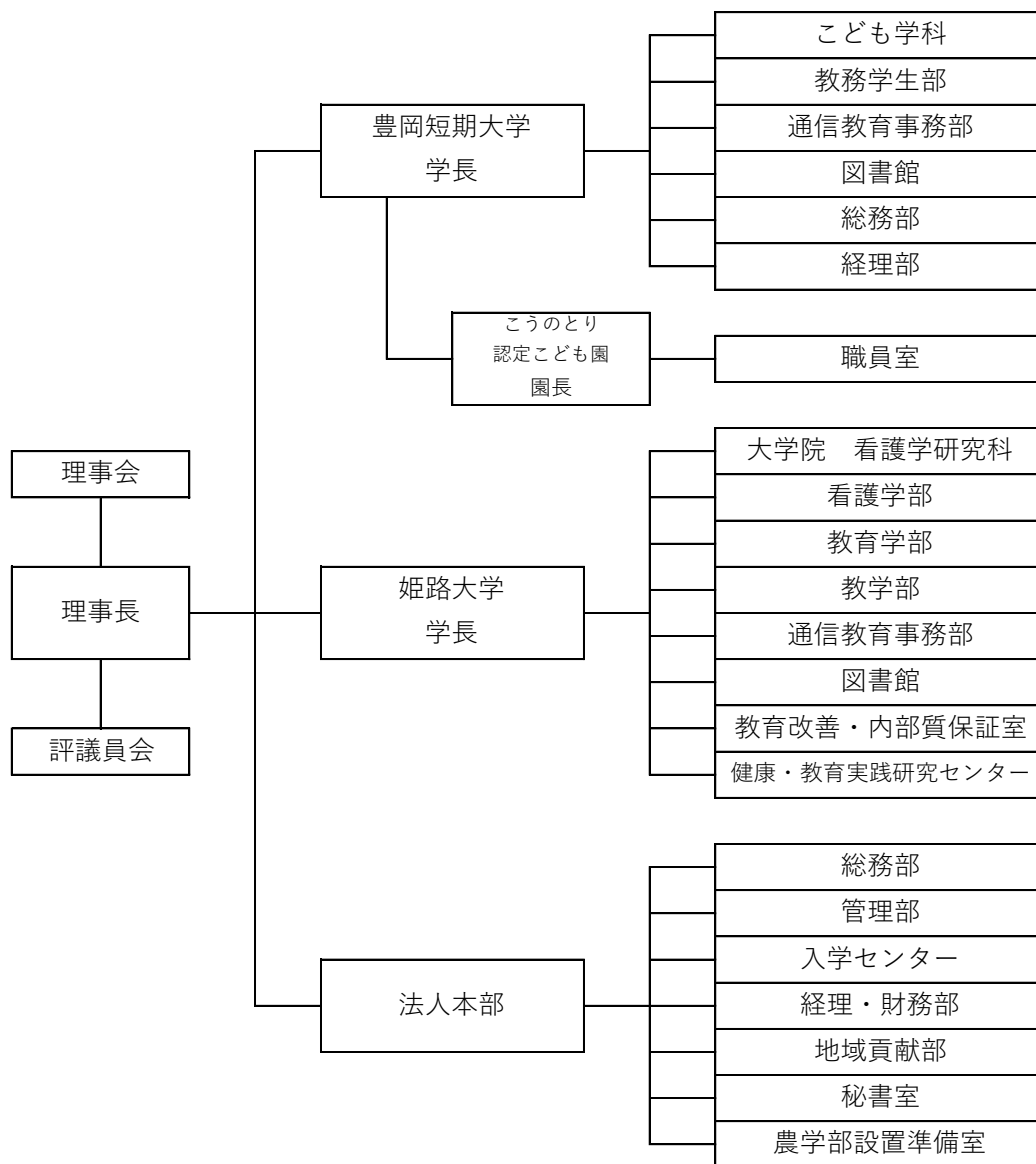 こども学科
教務学生部
豊岡短期大学
学長
通信教育事務部
図書館
総務部
経理部
こうのとり
認定こども園
園長
職員室
理事会
理事長
評議員会
姫路大学
学長
大学院　看護学研究科
看護学部
教育学部
教学部
通信教育事務部
図書館
教育改善・内部質保証室
健康・教育実践研究センター
法人本部
総務部
管理部
入学センター
経理・財務部
地域貢献部
秘書室
農学部設置準備室